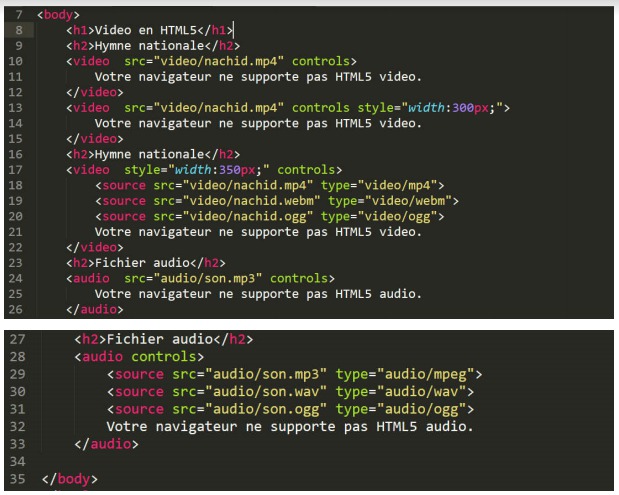 7 <body>
8 <h1>Video en HTML5</h1>
9 <h2>Hymne nationale</h2>
10 <video src="video/nachid.mp4" controls>
11 Votre navigateur ne supporte pas HTML5 video.
12 </video>
13 <video src="video/nachid.mp4" controls style="width:300px;">
14 Votre navigateur ne supporte pas HTML5 video.
15 </video>
16 <h2>Hymne nationale</h2>
17 <video style="width:350px;" controls>
18 <source src="video/nachid.mp4" type="video/mp4">
19 <source src="video/nachid.webm" type="video/webm">
20 <source src="video/nachid.ogg" type="video/ogg">
21 Votre navigateur ne supporte pas HTML5 video.
22 </video>
23 <h2>Fichier audio</h2>
24 <audio src="audio/son.mp3" controls>
25 Votre navigateur ne supporte pas HTML5 audio.
26 </audio>
27 <h2>Fichier audio</h2>
28 <audio controls>
29 <source src="audio/son.mp3" type="audio/mpeg">
30 <source src="audio/son.wav" type="audio/wav">
31 <source src="audio/son.ogg" type="audio/ogg">
32 Votre navigateur ne supporte pas HTML5 audio.
33 </audio>
34
35 </body>